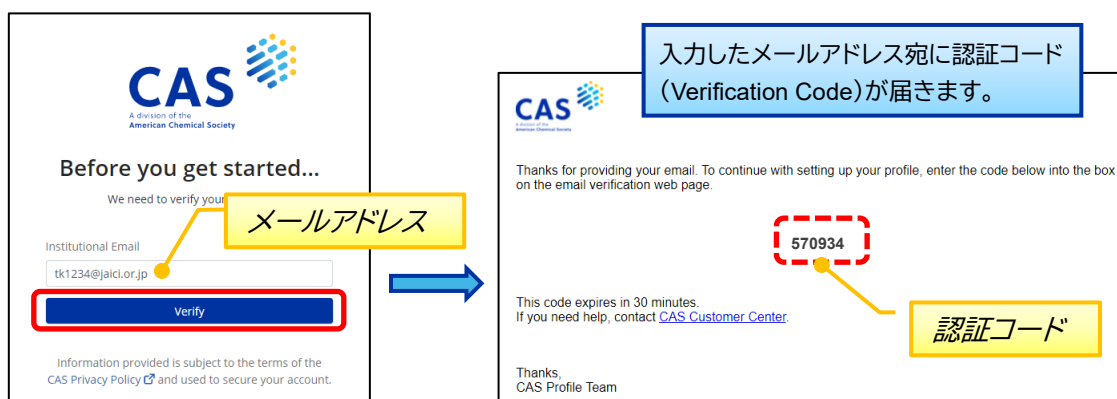 CAS
A division of the
American Chemical Society
Before you get started...
We need to verify your
メールアドレス
Institutional Email
tk1234@jaici.or.jp
Verify
Information provided is subject to the terms of the
CAS Privacy Policy and used to secure your account.
入力したメールアドレス宛に認証コード
（Verification Code）が届きます。
CAS
A division of the
American Chemical Society
Thanks for providing your email. To continue with setting up your profile, enter the code below into the box
on the email verification web page.
570934
This code expires in 30 minutes.
If you need help, contact CAS Customer Center.
認証コード
Thanks,
CAS Profile Team